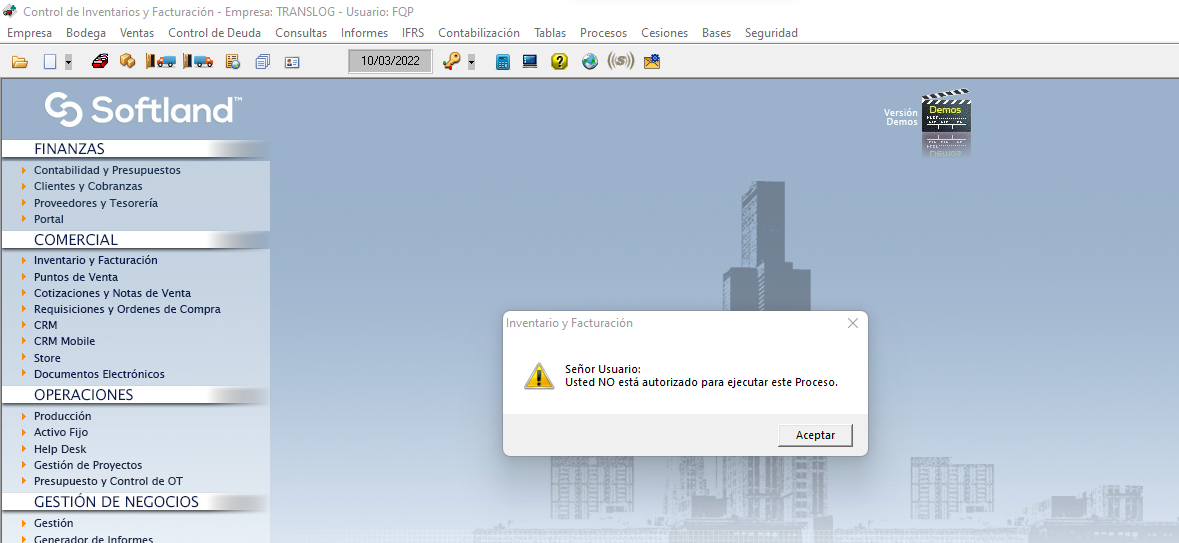 Control de Inventarios y Facturación - Empresa: TRANSLOG - Usuario: FQP
Empresa Bodega Ventas Control de Deuda Consultas Informes IFRS Contabilización Tablas Procesos Cesiones Bases Seguridad
10/03/2022
Softland™
Versión
Demos
Demos
FINANZAS
Contabilidad y Presupuestos
Clientes y Cobranzas
Proveedores y Tesorería
Portal
COMERCIAL
Inventario y Facturación
Puntos de Venta
Cotizaciones y Notas de Venta
Requisiciones y Ordenes de Compra
CRM
CRM Mobile
Store
Documentos Electrónicos
OPERACIONES
Producción
Activo Fijo
Help Desk
Gestión de Proyectos
Presupuesto y Control de OT
GESTIÓN DE NEGOCIOS
Gestión
Generador de Informes
Inventario y Facturación
Señor Usuario:
Usted NO está autorizado para ejecutar este Proceso.
Aceptar